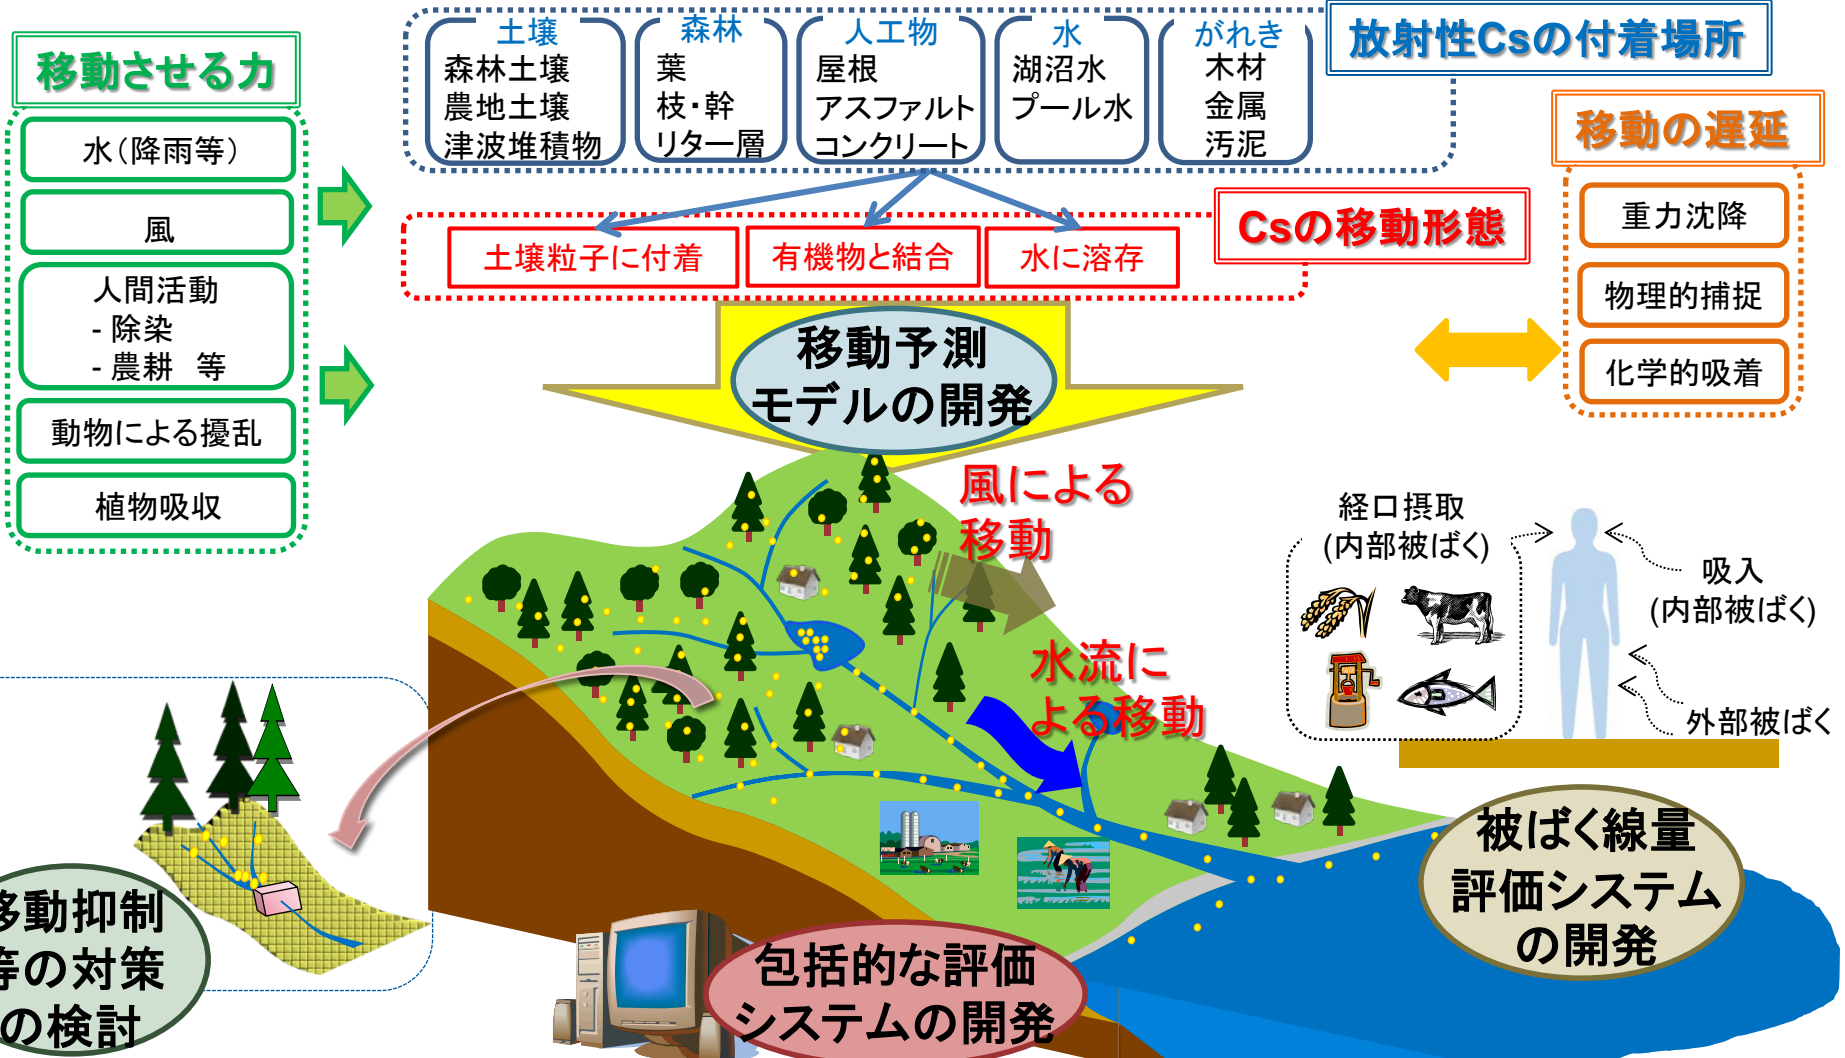 移動させる力
水(降雨等)
風
人間活動
- 除染
- 農耕　等
動物による擾乱
植物吸収
放射性Csの付着場所
土壌
森林土壌
農地土壌
津波堆積物
森林
葉
枝・幹
リター層
人工物
屋根
アスファルト
コンクリート
水
湖沼水
プール水
がれき
木材
金属
汚泥
Csの移動形態
土壌粒子に付着
有機物と結合
水に溶存
移動の遅延
重力沈降
物理的捕捉
化学的吸着
移動予測
モデルの開発
風による
移動
水流に
よる移動
経口摂取
(内部被ばく)
吸入
(内部被ばく)
外部被ばく
被ばく線量
評価システム
の開発
包括的な評価
システムの開発
移動抑制
等の対策
の検討